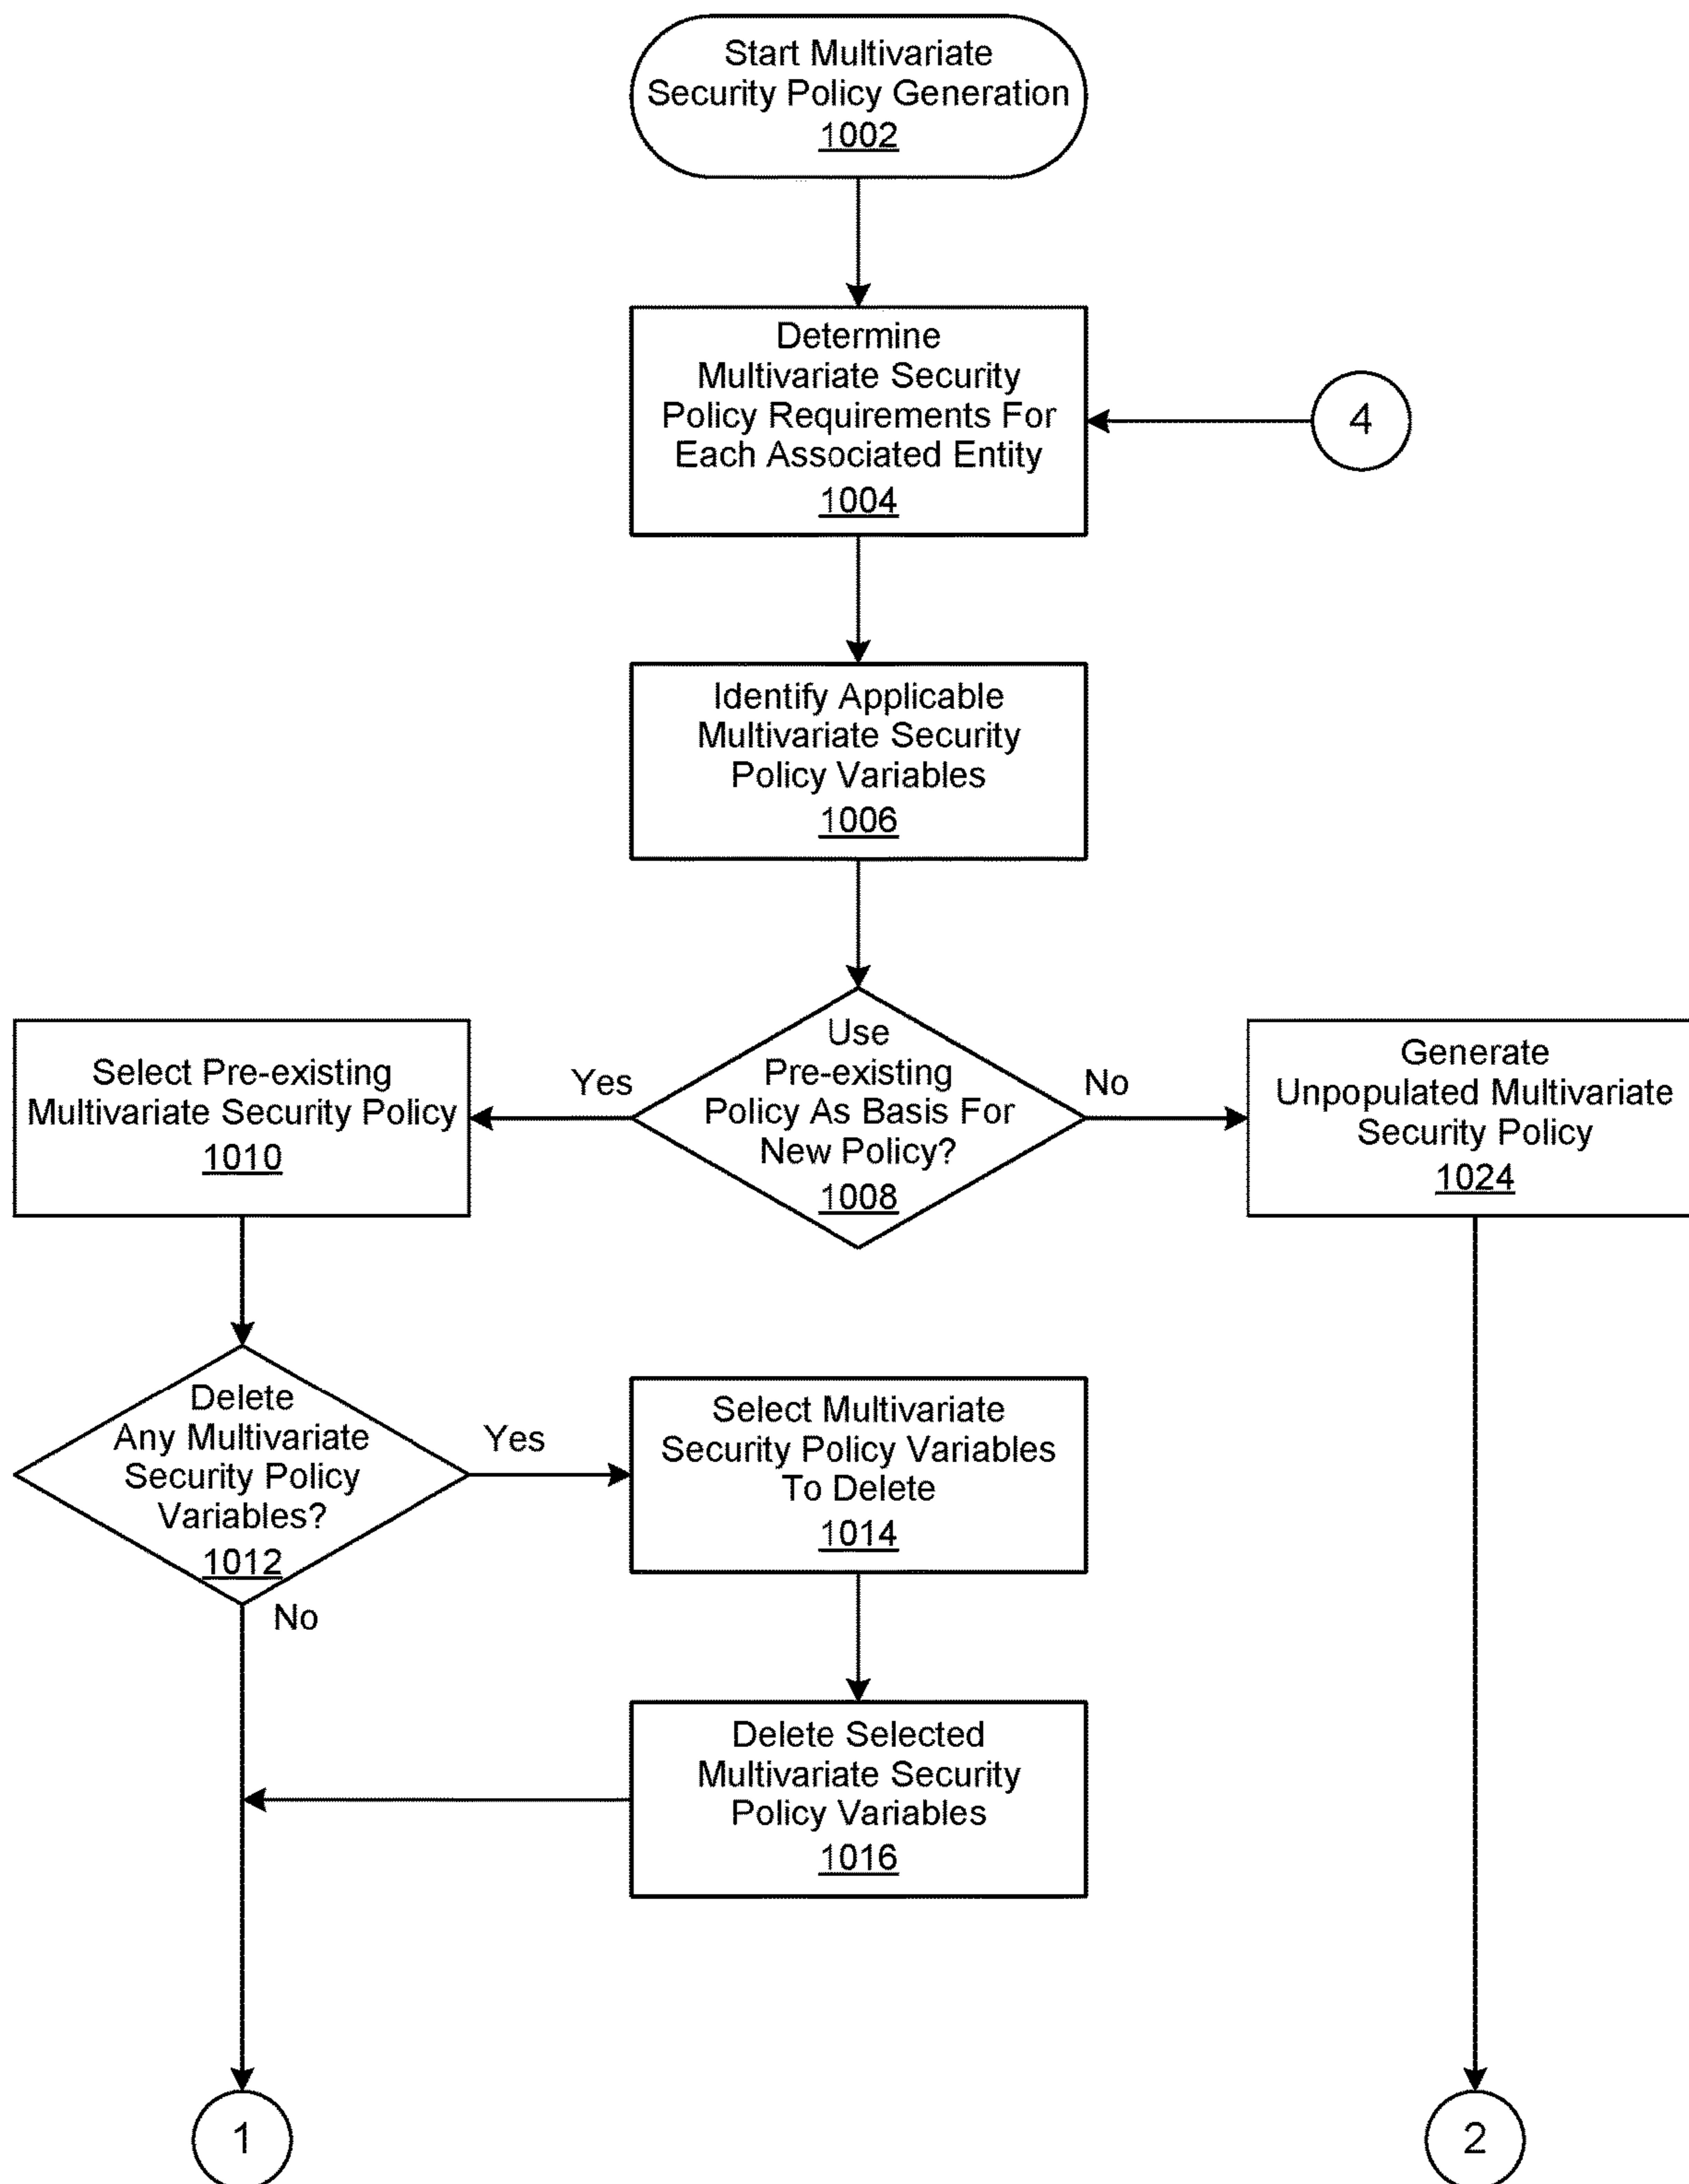 Start Multivariate
Security Policy Generation
1002
Determine
Multivariate Security
Policy Requirements For
Each Associated Entity
1004
4
Identify Applicable
Multivariate Security
Policy Variables
1006
Use
Pre-existing
Policy As Basis For
New Policy?
1008
Yes
No
Select Pre-existing
Multivariate Security Policy
1010
Generate
Unpopulated Multivariate
Security Policy
1024
Delete
Any Multivariate
Security Policy
Variables?
1012
Yes
No
Select Multivariate
Security Policy Variables
To Delete
1014
Delete Selected
Multivariate Security
Policy Variables
1016
1
2